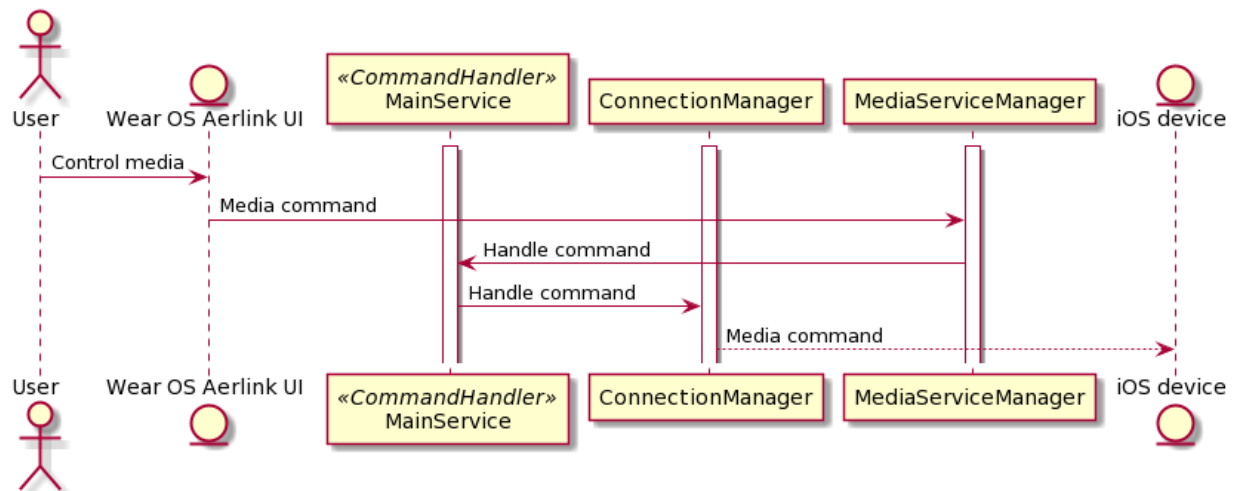 «CommandHandler»
MainService
ConnectionManager
MediaServiceManager
User
Wear OS Aerlink UI
iOS device
Control media
Media command
Handle command
Handle command
Media command
User
Wear OS Aerlink UI
«CommandHandler»
MainService
ConnectionManager
MediaServiceManager
iOS device